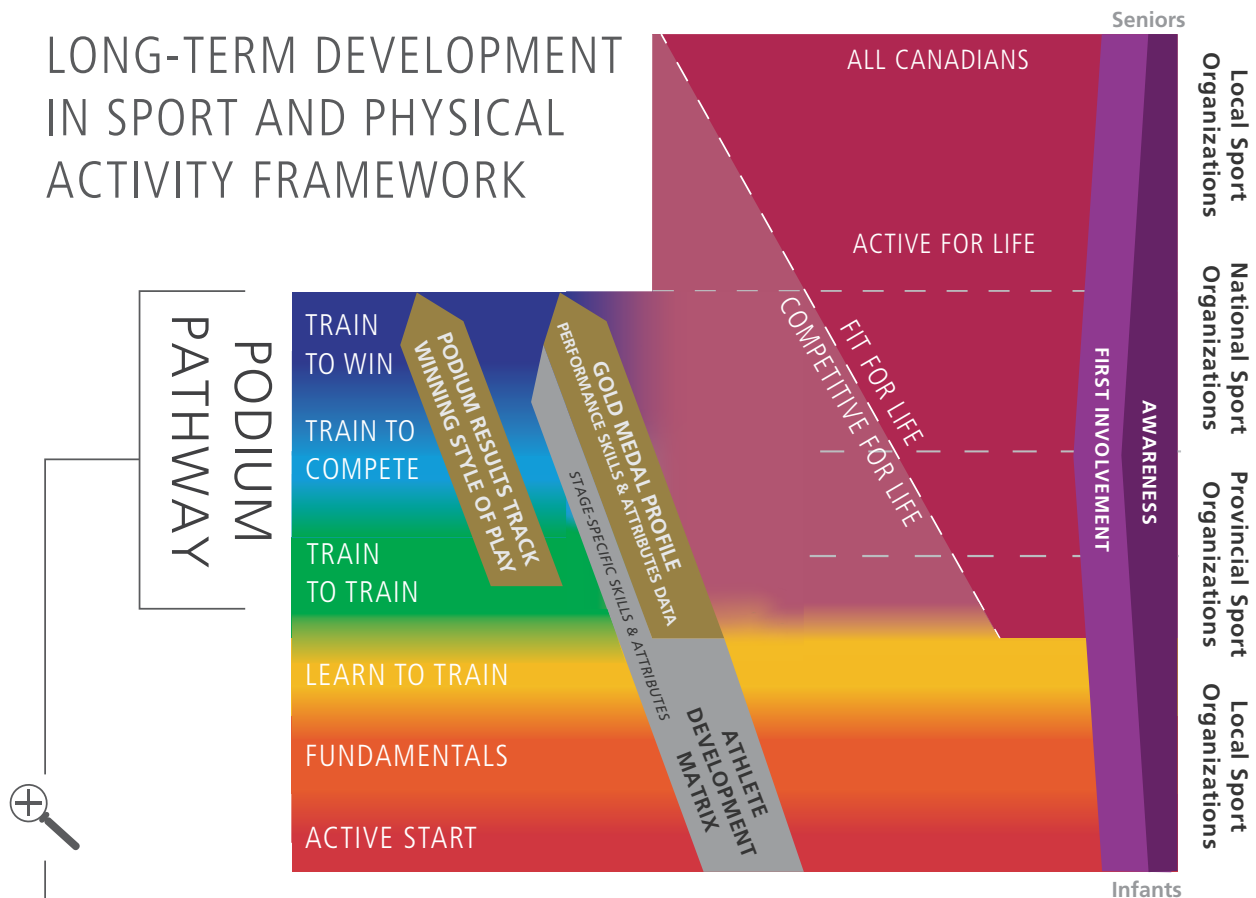 LONG-TERM DEVELOPMENT
IN SPORT AND PHYSICAL
ACTIVITY FRAMEWORK
Seniors
ALL CANADIANS
ACTIVE FOR LIFE
FIT FOR LIFE
COMPETITIVE FOR LIFE
PODIUM
PATHWAY
TRAIN
TO WIN
TRAIN TO
COMPETE
TRAIN
TO TRAIN
LEARN TO TRAIN
FUNDAMENTALS
ACTIVE START
PODIUM RESULTS TRACK
WINNING STYLE OF PLAY
GOLD MEDAL PROFILE
PERFORMANCE SKILLS & ATTRIBUTES DATA
STAGE-SPECIFIC SKILLS & ATTRIBUTES
ATHLETE
DEVELOPMENT
MATRIX
FIRST INVOLVEMENT
AWARENESS
Local Sport
Organizations
National Sport
Organizations
Provincial Sport
Organizations
Local Sport
Organizations
Infants